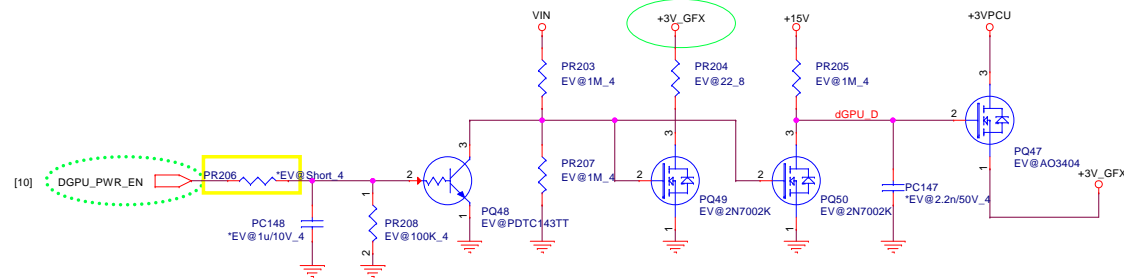 VIN
+3V_GFX
+15V
+3VPCU
PR203
EV@1M_4
PR204
EV@22_8
PR205
EV@1M_4
3
2
1
PQ47
EV@AO3404
+3V_GFX
dGPU_D
[10]
DGPU_PWR_EN
PR206
*EV@Short_4
PC148
*EV@1u/10V_4
1
PR208
EV@100K_4
2
2
3
1
PQ48
EV@PDTC143TT
PR207
EV@1M_4
3
2
1
PQ49
EV@2N7002K
3
2
1
PQ50
EV@2N7002K
PC147
*EV@2.2n/50V_4